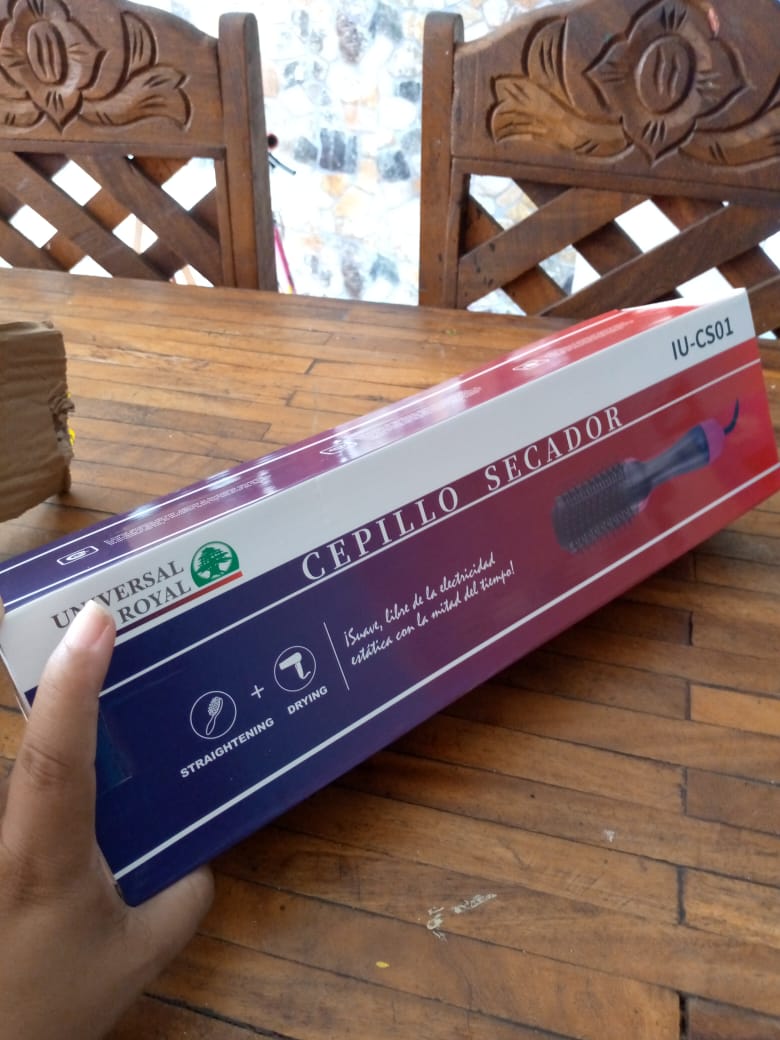 IU-CS01
CEPILLO SECADOR
UNIVERSAL
ROYAL
¡Suave, libre de la electricidad
estática con la mitad del tiempo!
+
STRAIGHTENING
DRYING